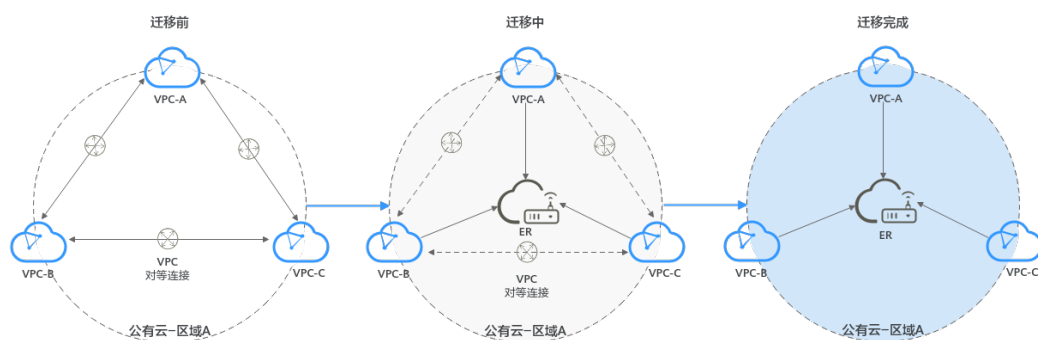 迁移前
VPC-A
VPC-B
VPC
对等连接
VPC-C
公有云-区域A
迁移中
VPC-A
ER
VPC-B
VPC
对等连接
VPC-C
公有云-区域A
迁移完成
VPC-A
ER
VPC-B
VPC-C
公有云-区域A